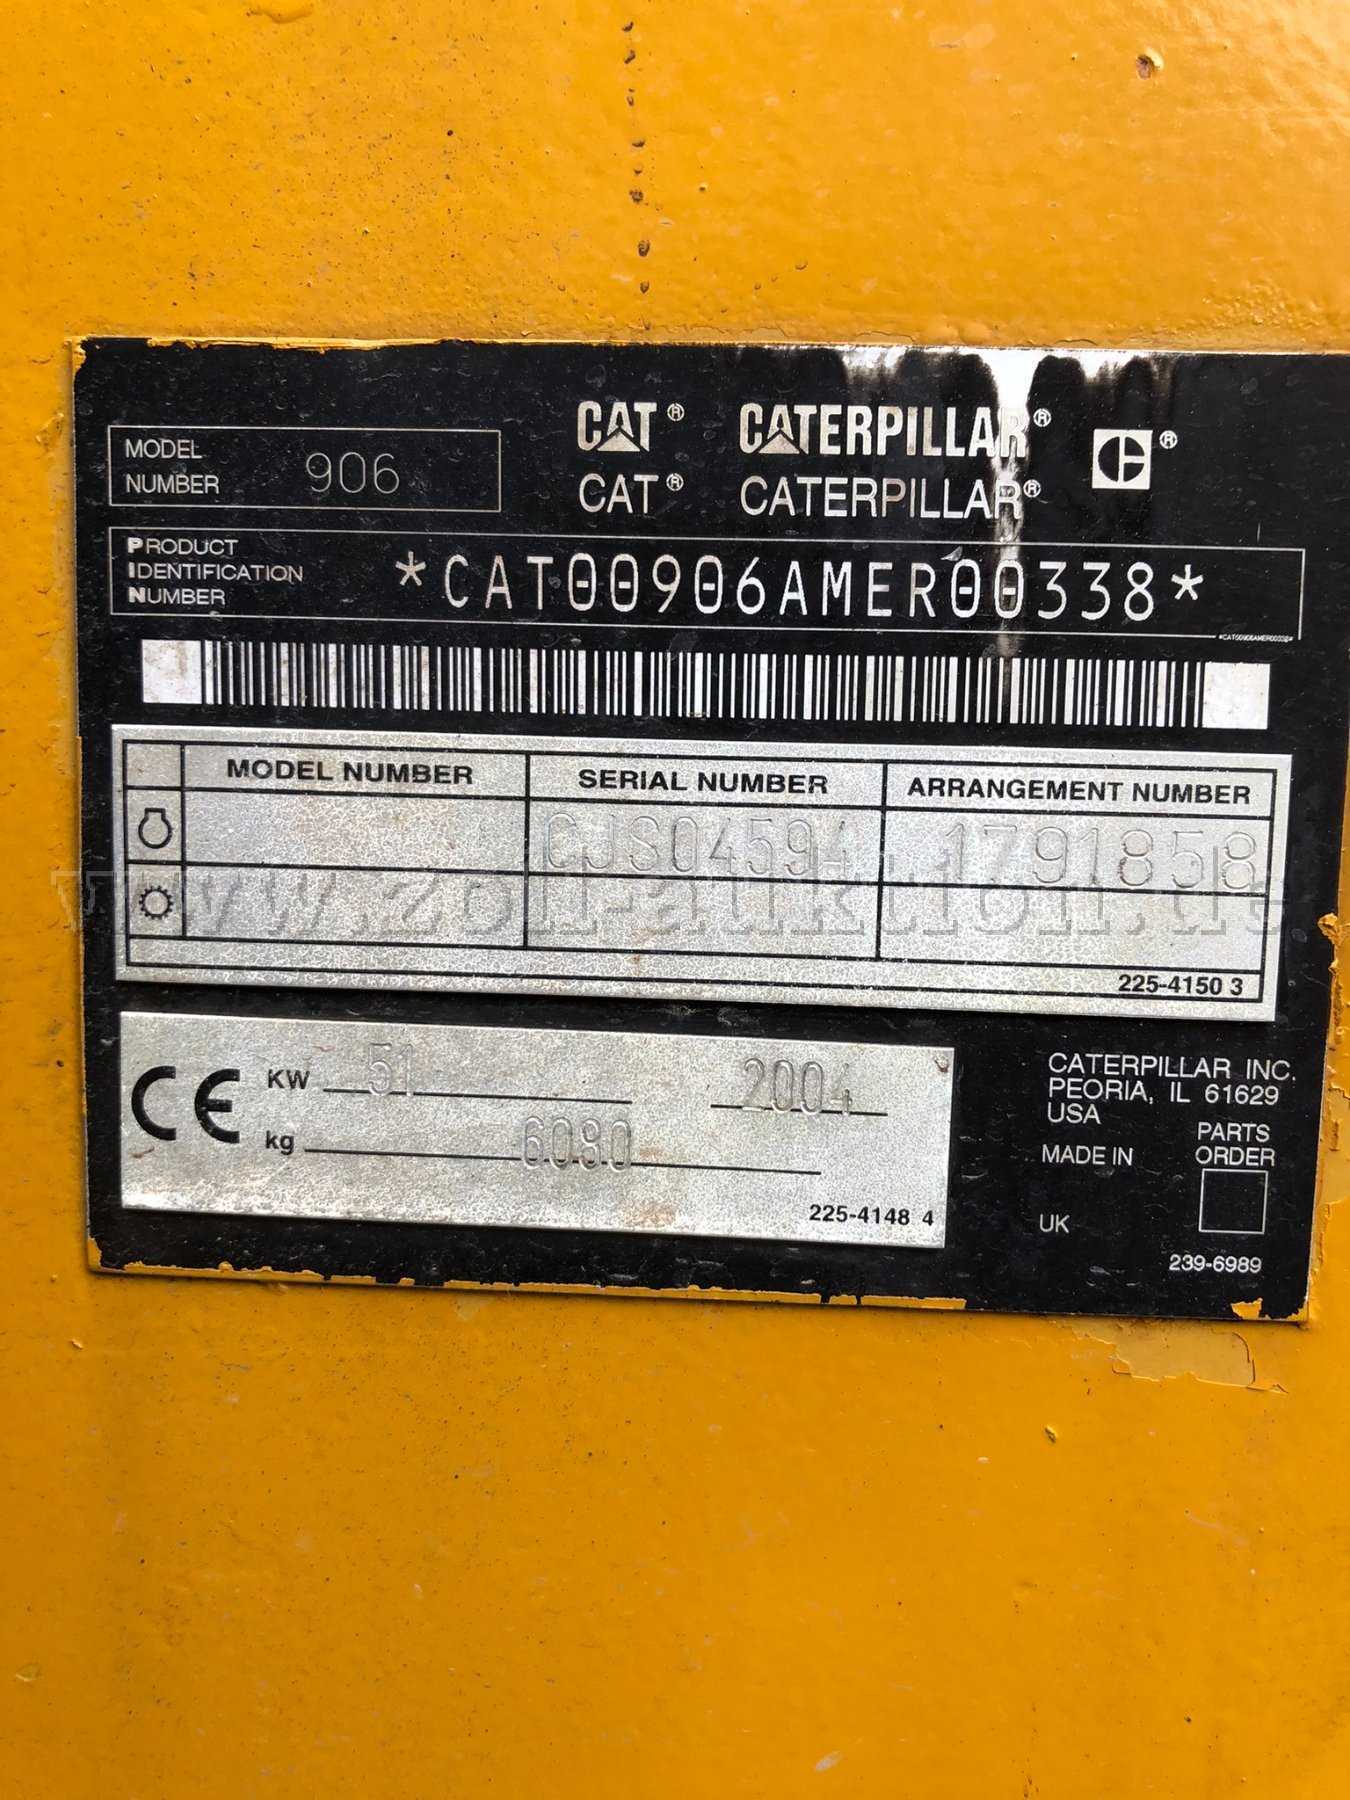 CAT® CATERPILLAR® ®
CAT® CATERPILLAR®
MODEL
NUMBER 906
PRODUCT
IDENTIFICATION
NUMBER
*CAT00906AMER00338*
*CAT00906AMER00338*
MODEL NUMBER SERIAL NUMBER ARRANGEMENT NUMBER
CJS04594 1791858
www.zoll-auktion.de
225-4150 3
CE KW 51 2004
kg 6080
225-4148 4
CATERPILLAR INC.
PEORIA, IL 61629
USA
MADE IN
UK
PARTS
ORDER
239-6989